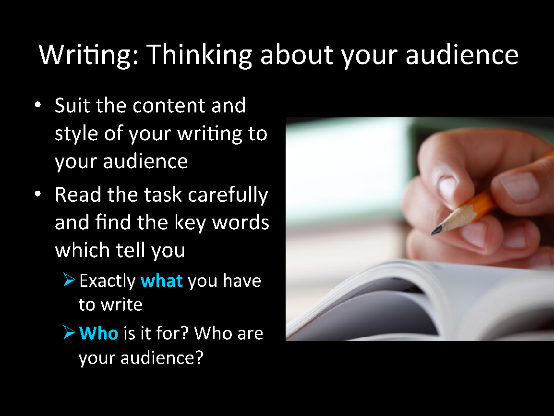 Writing: Thinking about your audience
• Suit the content and
style of your writing to
your audience
• Read the task carefully
and find the key words
which tell you
➢ Exactly what you have
to write
➢ Who is it for? Who are
your audience?